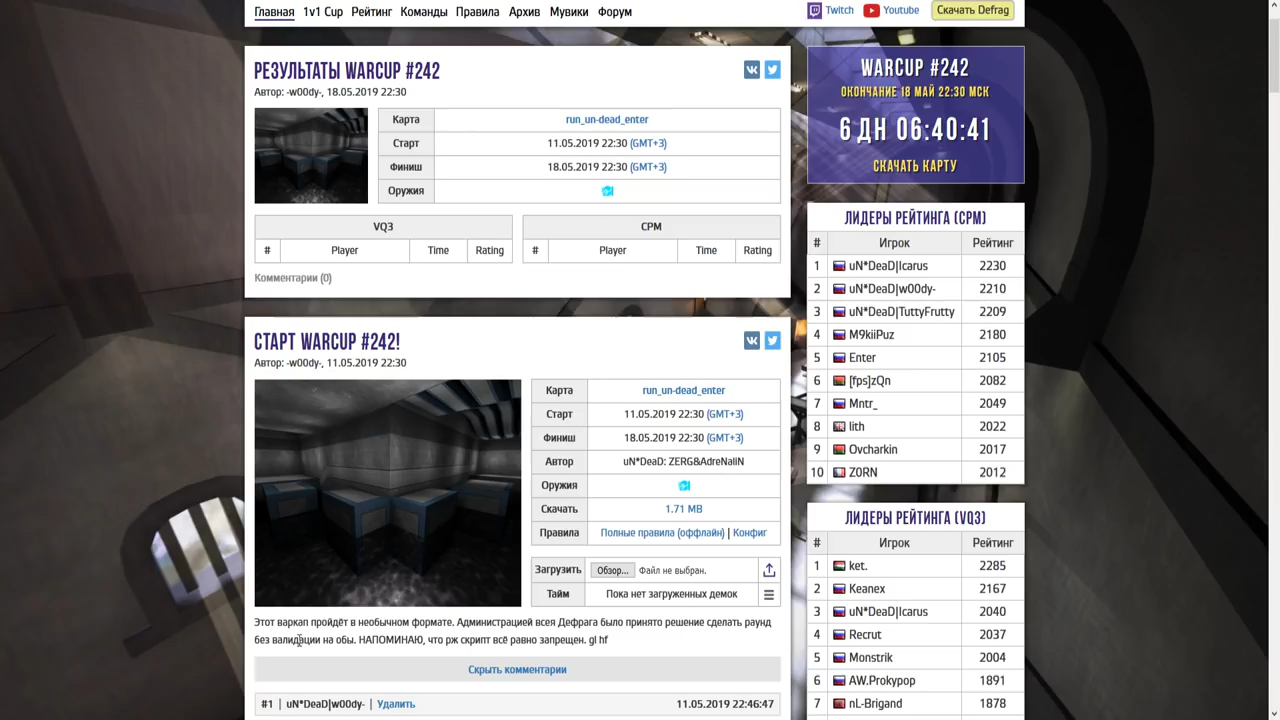 Главная 1v1 Cup Рейтинг Команды Правила Архив Мувики Форум Twitch Youtube Скачать Defrag
РЕЗУЛЬТАТЫ WARCUP #242
Автор: -w00dy-, 18.05.2019 22:30
Карта run_un-dead_enter
Старт 11.05.2019 22:30 (GMT+3)
Финиш 18.05.2019 22:30 (GMT+3)
Оружия
VQ3 CPM
# Player Time Rating # Player Time Rating
Комментарии (0)
СТАРТ WARCUP #242!
Автор: -w00dy-, 11.05.2019 22:30
Карта run_un-dead_enter
Старт 11.05.2019 22:30 (GMT+3)
Финиш 18.05.2019 22:30 (GMT+3)
Автор uN*DeaD: ZERG&AdreNaliN
Оружия
Скачать 1.71 MB
Правила Полные правила (оффлайн) | Конфиг
Загрузить Обзор... Файл не выбран.
Тайм Пока нет загруженных демок
Этот варкап пройдёт в необычном формате. Администрацией всея Дефрага было принято решение сделать раунд
без валидации на обы. НАПОМИНАЮ, что рж скрипт всё равно запрещен. gl hf
Скрыть комментарии
#1 | uN*DeaD|w00dy- | Удалить 11.05.2019 22:46:47
WARCUP #242
ОКОНЧАНИЕ 18 МАЙ 22:30 МСК
6 ДН 06:40:41
СКАЧАТЬ КАРТУ
ЛИДЕРЫ РЕЙТИНГА (CPM)
# Игрок Рейтинг
1 uN*DeaD|Icarus 2230
2 uN*DeaD|w00dy- 2210
3 uN*DeaD|TuttyFrutty 2209
4 M9kiiPuz 2180
5 Enter 2105
6 [fps]zQn 2082
7 Mntr_ 2049
8 lith 2022
9 Ovcharkin 2017
10 Z0RN 2012
ЛИДЕРЫ РЕЙТИНГА (VQ3)
# Игрок Рейтинг
1 ket. 2285
2 Keanex 2167
3 uN*DeaD|Icarus 2040
4 Recrut 2037
5 Monstrik 2004
6 AW.Prokypop 1891
7 nL-Brigand 1878